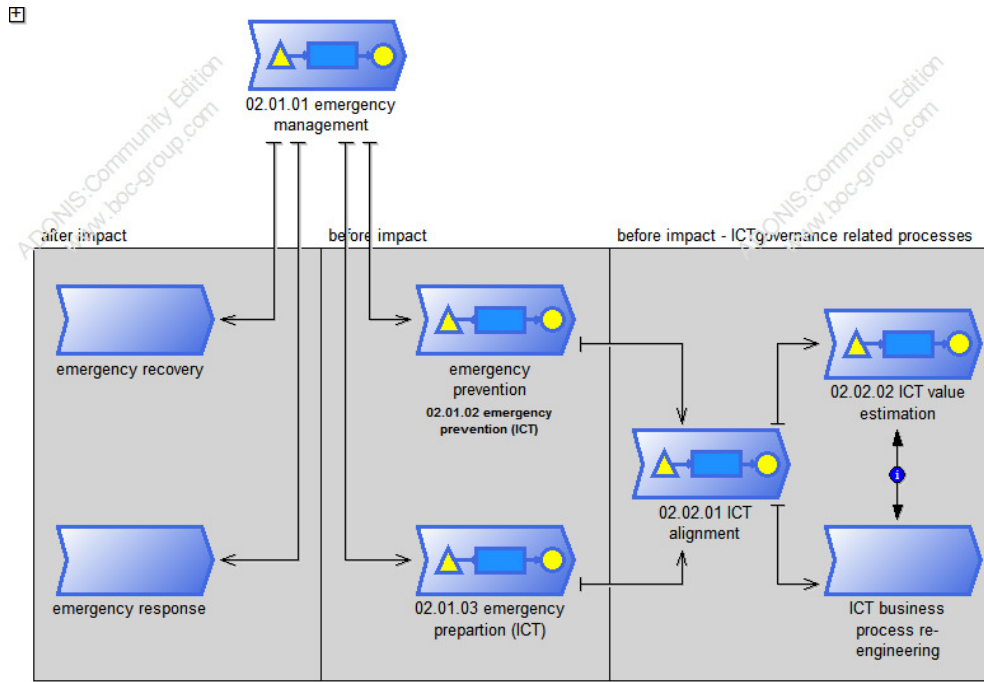 ADONIS:Community Edition
www.boc-group.com
ADONIS:Community Edition
www.boc-group.com
02.01.01 emergency
management
after impact
before impact
before impact - ICTgovernance related processes
emergency recovery
emergency
prevention
02.01.02 emergency
prevention (ICT)
02.02.02 ICT value
estimation
i
02.02.01 ICT
alignment
emergency response
02.01.03 emergency
prepartion (ICT)
ICT business
process re-
engineering